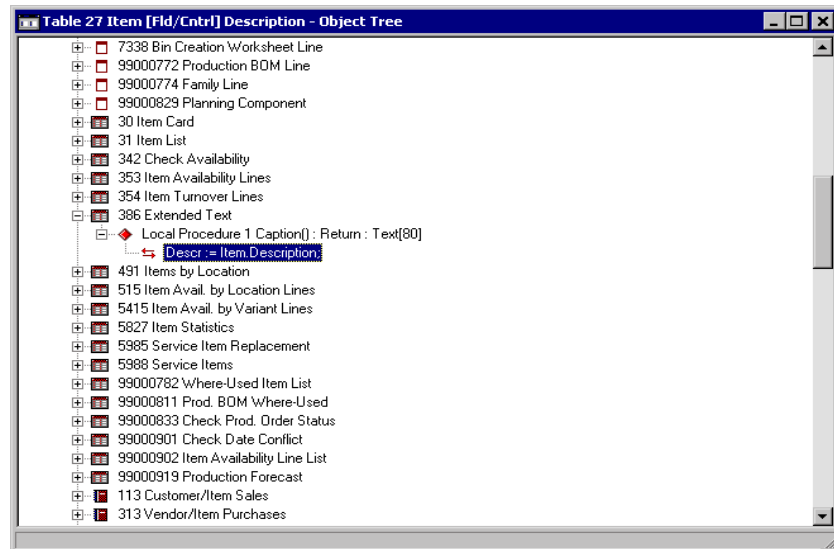 Table 27 Item [Fld/Cntrl] Description - Object Tree
7338 Bin Creation Worksheet Line
99000772 Production BOM Line
99000774 Family Line
99000829 Planning Component
30 Item Card
31 Item List
342 Check Availability
353 Item Availability Lines
354 Item Turnover Lines
386 Extended Text
Local Procedure 1 Caption() : Return : Text[80]
Descr := Item.Description;
491 Items by Location
515 Item Avail. by Location Lines
5415 Item Avail. by Variant Lines
5827 Item Statistics
5985 Service Item Replacement
5988 Service Items
99000782 Where-Used Item List
99000811 Prod. BOM Where-Used
99000833 Check Prod. Order Status
99000901 Check Date Conflict
99000902 Item Availability Line List
99000919 Production Forecast
113 Customer/Item Sales
313 Vendor/Item Purchases